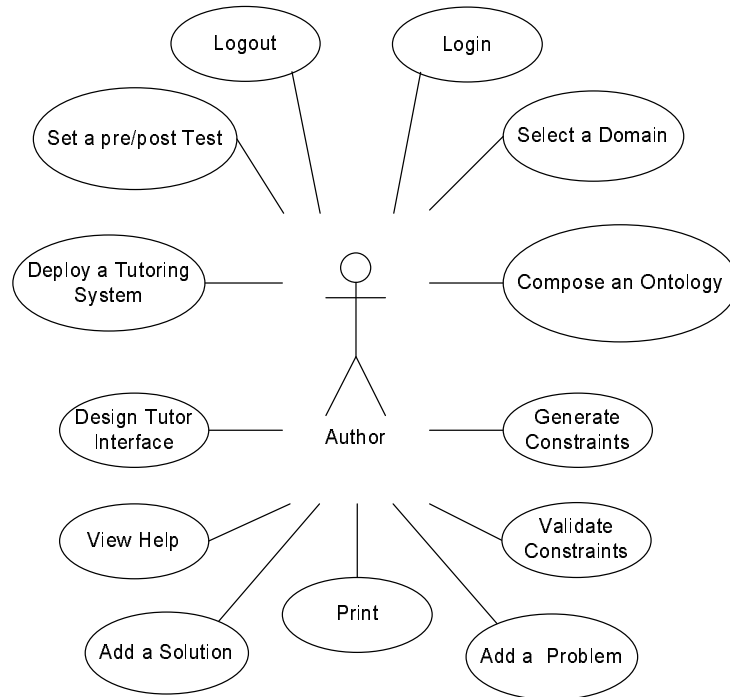 Logout
Login
Set a pre/post Test
Select a Domain
Deploy a Tutoring
System
Compose an Ontology
Design Tutor
Interface
Author
Generate
Constraints
View Help
Validate
Constraints
Print
Add a Solution
Add a Problem